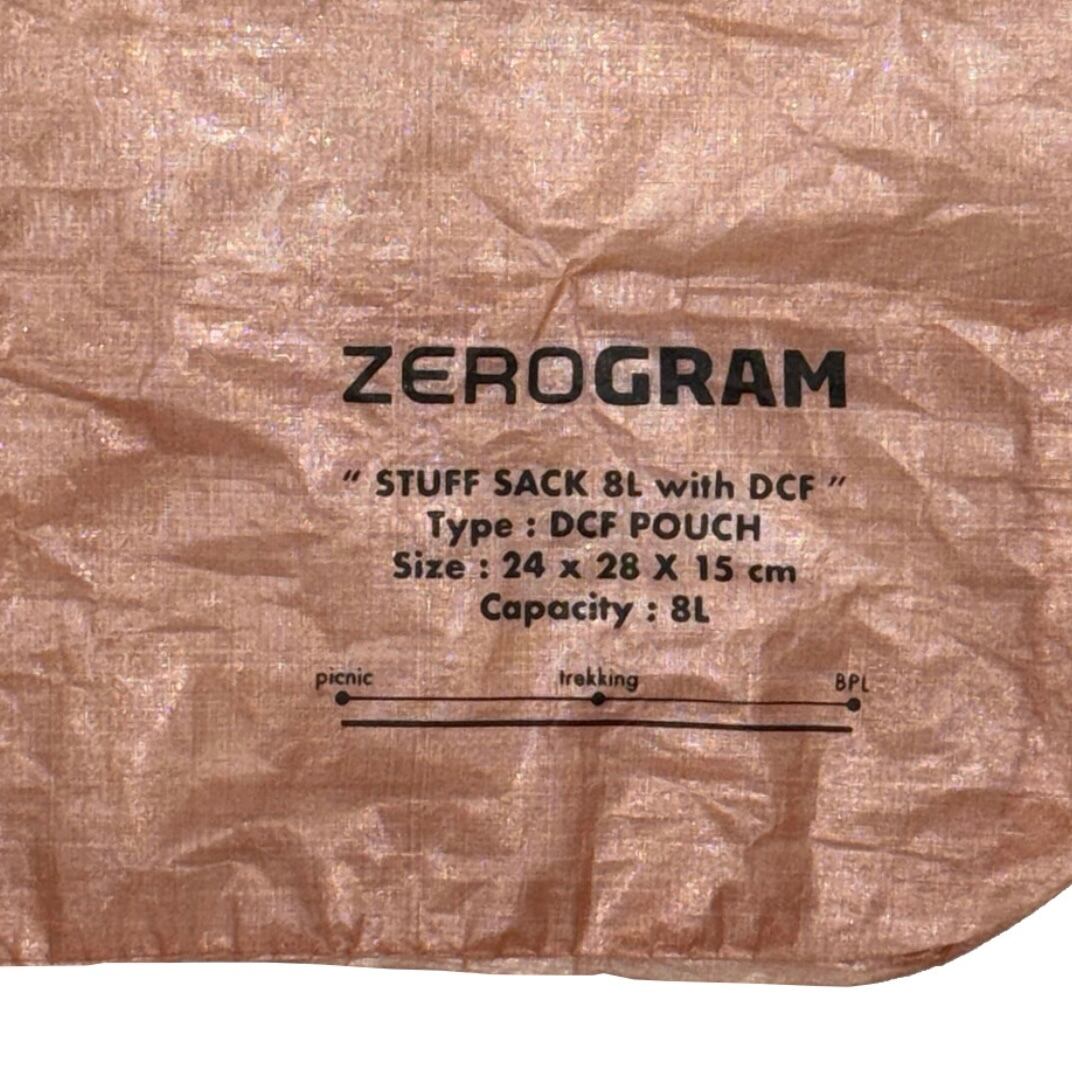 ZEROGRAM
“ STUFF SACK 8L with DCF ”
Type : DCF POUCH
Size : 24 x 28 X 15 cm
Capacity : 8L
picnic trekking BPL